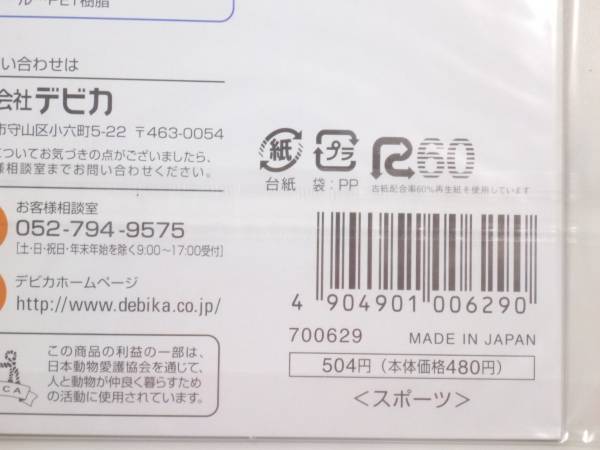 ル PET樹脂
い合わせは
会社デビカ
市守山区小六町5-22 〒463-0054
についてお気づきの点がございましたら、
様相談室までお問い合わせください。
お客様相談室
052-794-9575
[土・日・祝日・年末年始を除く9:00〜17:00受付]
デビカホームページ
http://www.debika.co.jp/
この商品の利益の一部は、
日本動物愛護協会を通じて、
人と動物が仲良く暮らすため
の活動に使用されています。
CA
紙 プラ R60
台紙 袋:PP 古紙配合率60%再生紙を使用しています
4 904901 006290
700629 MADE IN JAPAN
504円(本体価格480円)
<スポーツ>